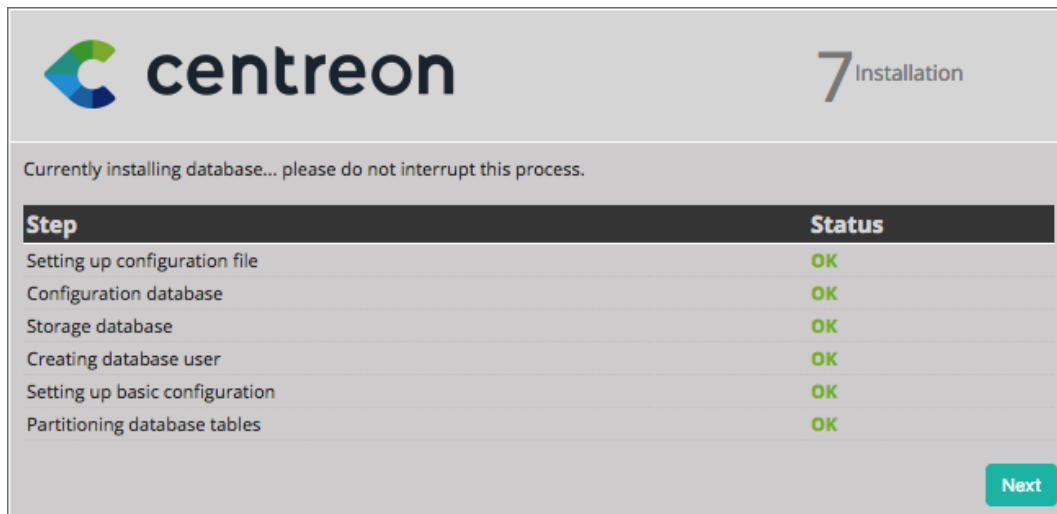 centreon
7 Installation
Currently installing database... please do not interrupt this process.
Step Status
Setting up configuration file OK
Configuration database OK
Storage database OK
Creating database user OK
Setting up basic configuration OK
Partitioning database tables OK
Next